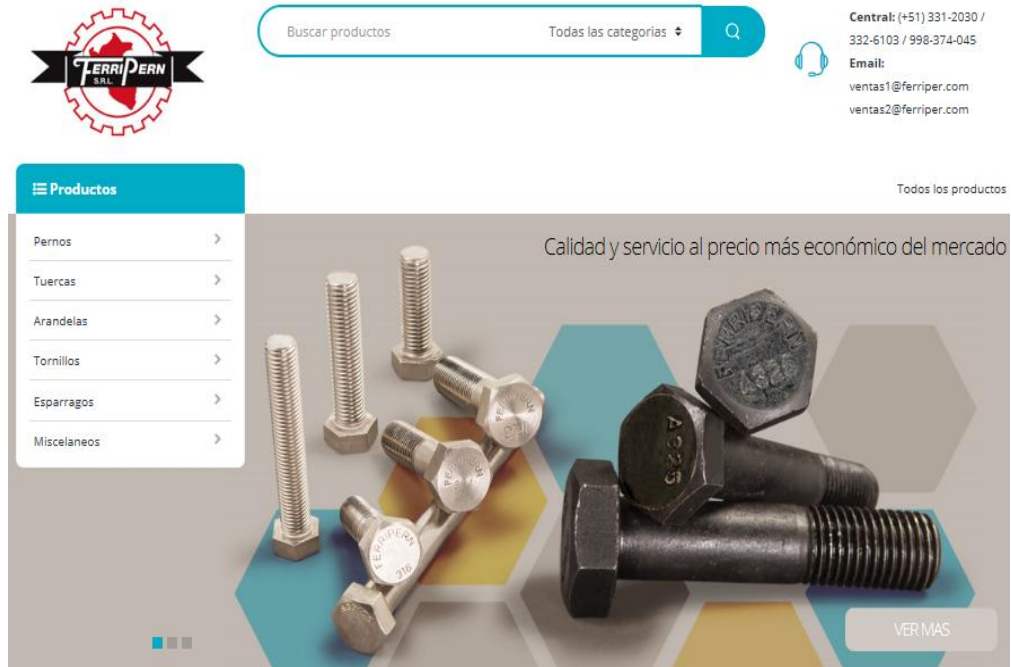 FERRIPERN
S.R.L.
Buscar productos
Todas las categorias
Central: (+51) 331-2030 /
332-6103 / 998-374-045
Email:
ventas1@ferriper.com
ventas2@ferriper.com
Productos
Todos los productos
Pernos
Tuercas
Arandelas
Tornillos
Esparragos
Miscelaneos
Calidad y servicio al precio más económico del mercado
FERRIPERN
A325
A325
FERRIPERN
316
VER MAS